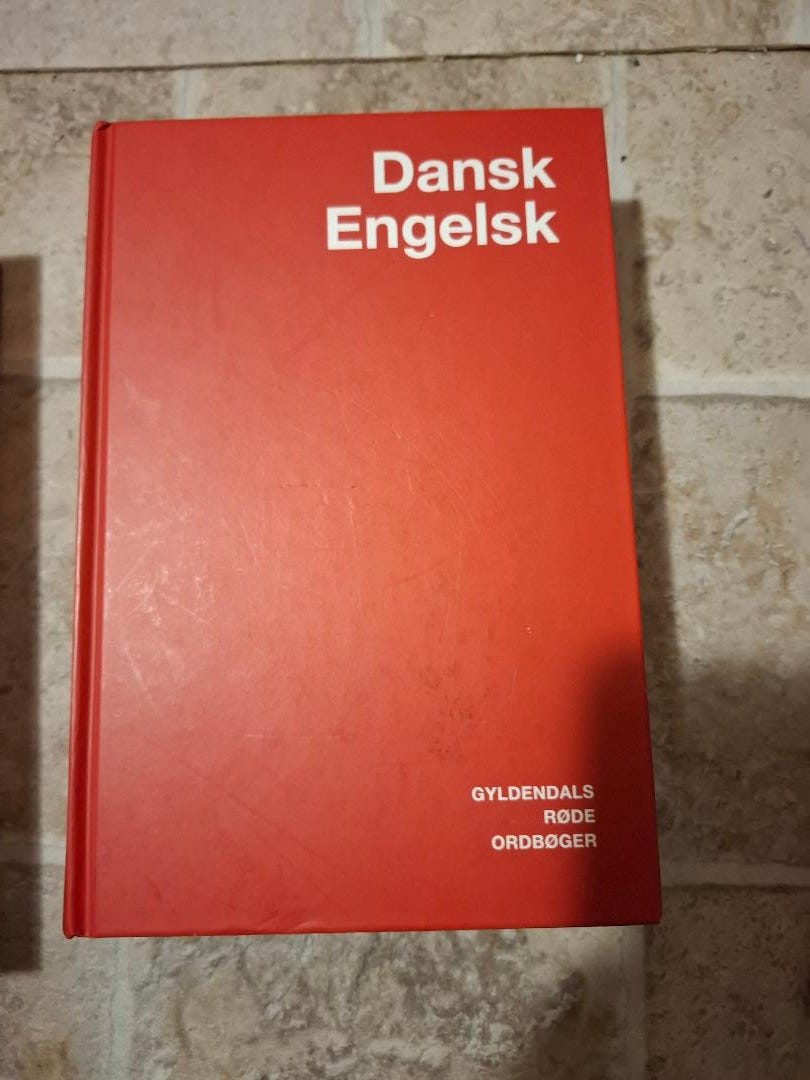 Dansk
Engelsk
GYLDENDALS
RØDE
ORDBØGER